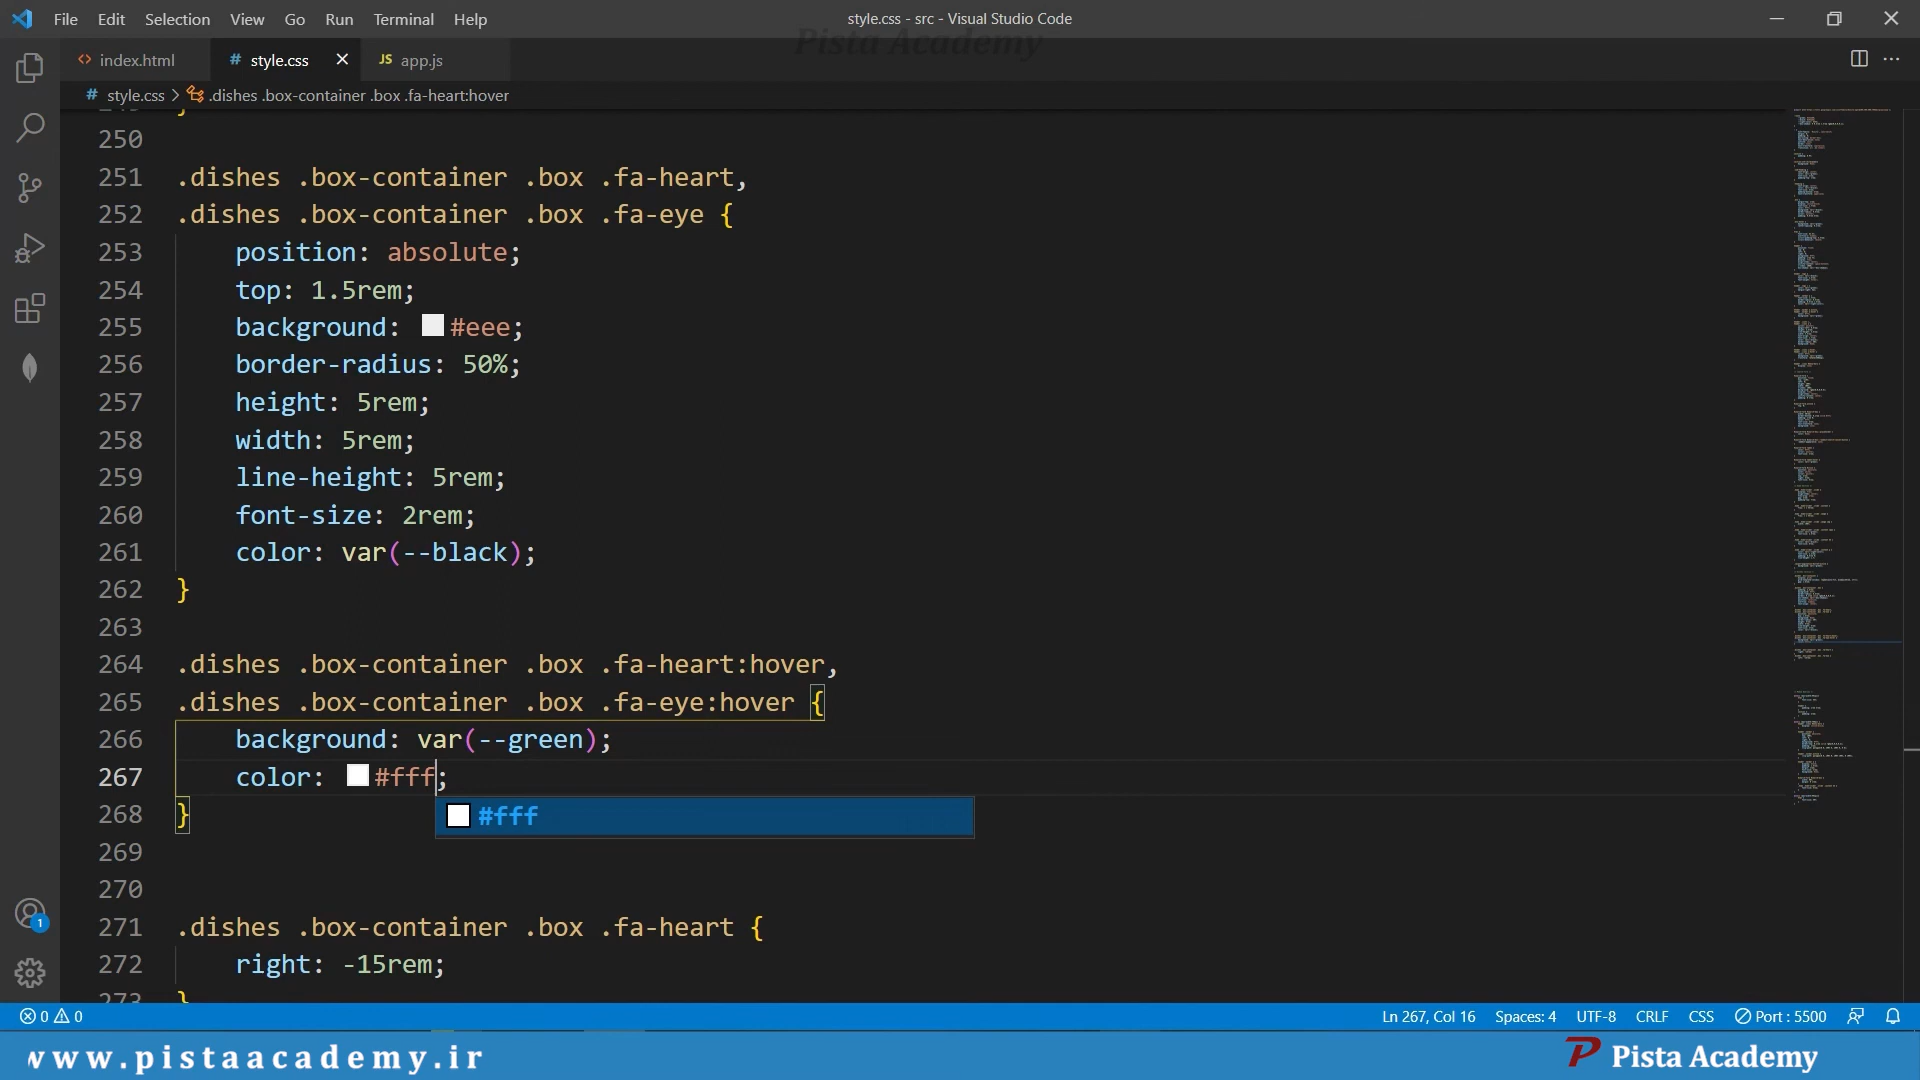 File Edit Selection View Go Run Terminal Help
style.css - src - Visual Studio Code
Pista Academy
index.html
# style.css
JS app.js
# style.css > .dishes .box-container .box .fa-heart:hover
250
251 .dishes .box-container .box .fa-heart,
252 .dishes .box-container .box .fa-eye {
253 position: absolute;
254 top: 1.5rem;
255 background: #eee;
256 border-radius: 50%;
257 height: 5rem;
258 width: 5rem;
259 line-height: 5rem;
260 font-size: 2rem;
261 color: var(--black);
262 }
263
264 .dishes .box-container .box .fa-heart:hover,
265 .dishes .box-container .box .fa-eye:hover {
266 background: var(--green);
267 color: #fff;
268 }
#fff
269
270
271 .dishes .box-container .box .fa-heart {
272 right: -15rem;
273 }
1
0 0
Ln 267, Col 16 Spaces: 4 UTF-8 CRLF CSS Port : 5500
www.pistaacademy.ir
Pista Academy